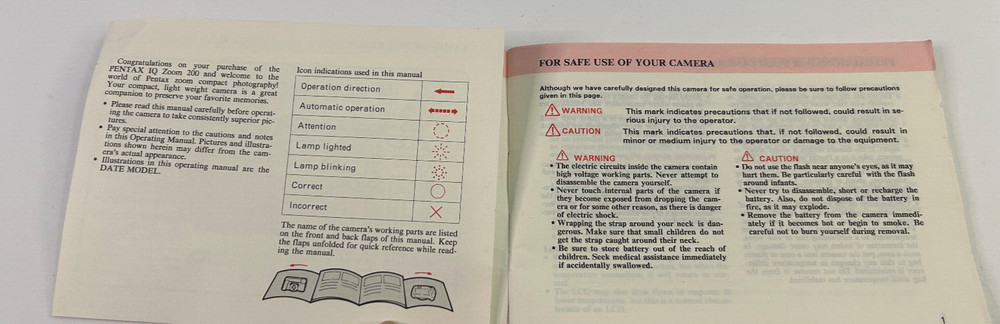 Congratulations on your purchase of the
PENTAX IQ Zoom 200 and welcome to the
world of Pentax zoom compact photography!
Your compact, light weight camera is a great
companion to preserve your favorite memories.
• Please read this manual carefully before operat-
ing the camera to take consistently superior pic-
tures.
• Pay special attention to the cautions and notes
in this Operating Manual. Pictures and illustra-
tions shown herein may differ from the cam-
era's actual appearance.
• Illustrations in this operating manual are the
DATE MODEL.
Icon indications used in this manual
Operation direction
Automatic operation
Attention
Lamp lighted
Lamp blinking
Correct
Incorrect
The name of the camera's working parts are listed
on the front and back flaps of this manual. Keep
the flaps unfolded for quick reference while read-
ing the manual.
FOR SAFE USE OF YOUR CAMERA
Although we have carefully designed this camera for safe operation, please be sure to follow precautions
given in this page.
WARNING This mark indicates precautions that if not followed, could result in se-
rious injury to the operator.
CAUTION This mark indicates precautions that, if not followed, could result in
minor or medium injury to the operator or damage to the equipment.
WARNING
• The electric circuits inside the camera contain
high voltage working parts. Never attempt to
disassemble the camera yourself.
• Never touch internal parts of the camera if
they become exposed from dropping the cam-
era or for some other reason, as there is danger
of electric shock.
• Wrapping the strap around your neck is dan-
gerous. Make sure that small children do not
get the strap caught around their neck.
• Be sure to store battery out of the reach of
children. Seek medical assistance immediately
if accidentally swallowed.
CAUTION
• Do not use the flash near anyone's eyes, as it may
hurt them. Be particularly careful with the flash
around infants.
• Never try to disassemble, short or recharge the
battery. Also, do not dispose of the battery in
fire, as it may explode.
• Remove the battery from the camera immedi-
ately if it becomes hot or begin to smoke. Be
careful not to burn yourself during removal.
1